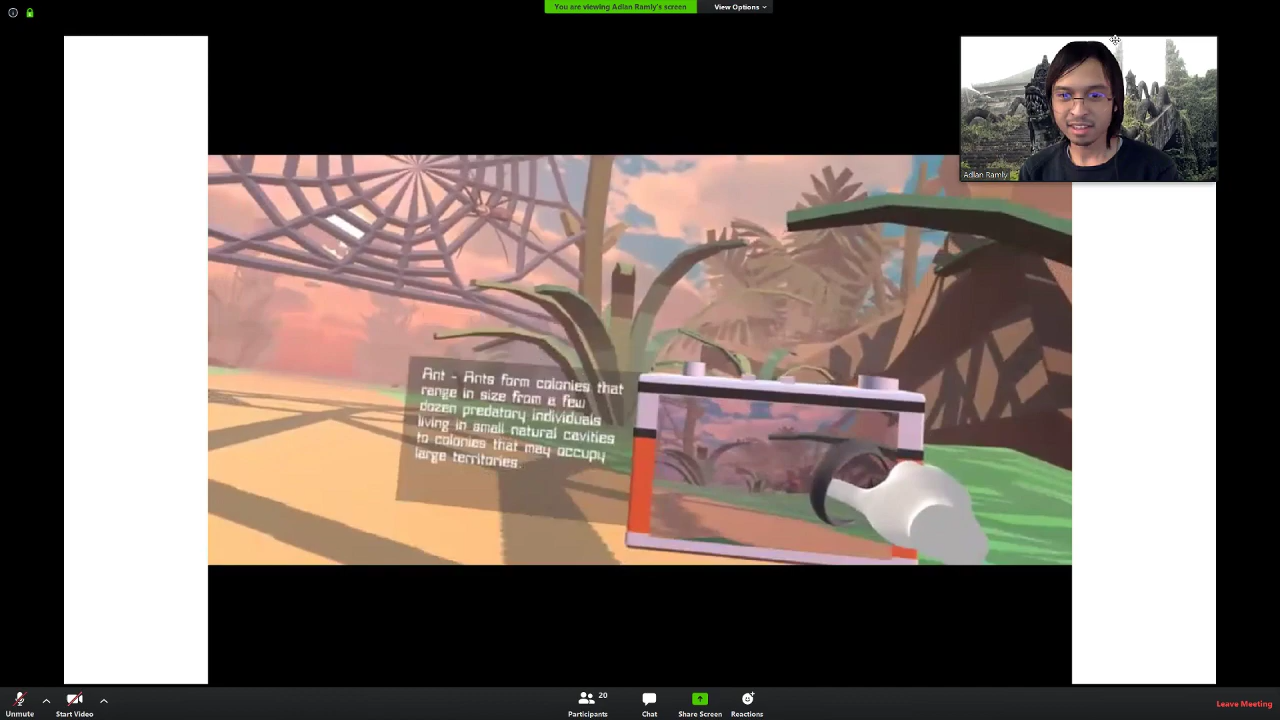 You are viewing Adlan Ramly's screen
View Options
Adlan Ramly
Ant - Ants form colonies that
range in size from a few
dozen predatory individuals
living in small natural cavities
to colonies that may occupy
large territories.
Unmute
Start Video
20
Participants
Chat
Share Screen
Reactions
Leave Meeting